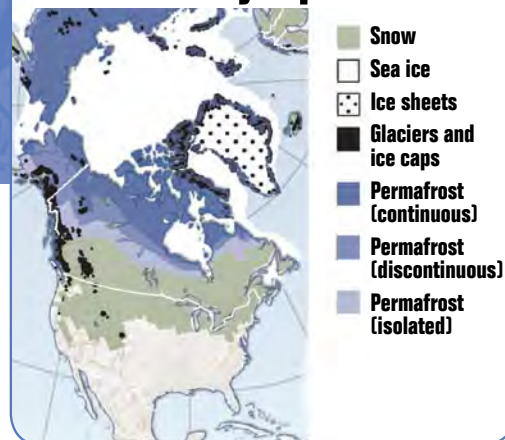 Snow
Sea ice
Ice sheets
Glaciers and
ice caps
Permafrost
(continuous)
Permafrost
(discontinuous)
Permafrost
(isolated)